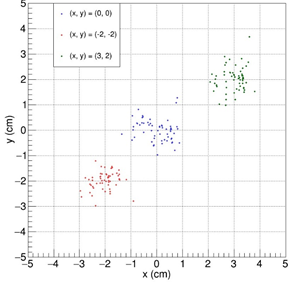 (x, y) = (0, 0)
(x, y) = (-2, -2)
(x, y) = (3, 2)
5
4
3
2
1
0
−1
−2
−3
−4
−5
y (cm)
−5 −4 −3 −2 −1 0 1 2 3 4 5
x (cm)